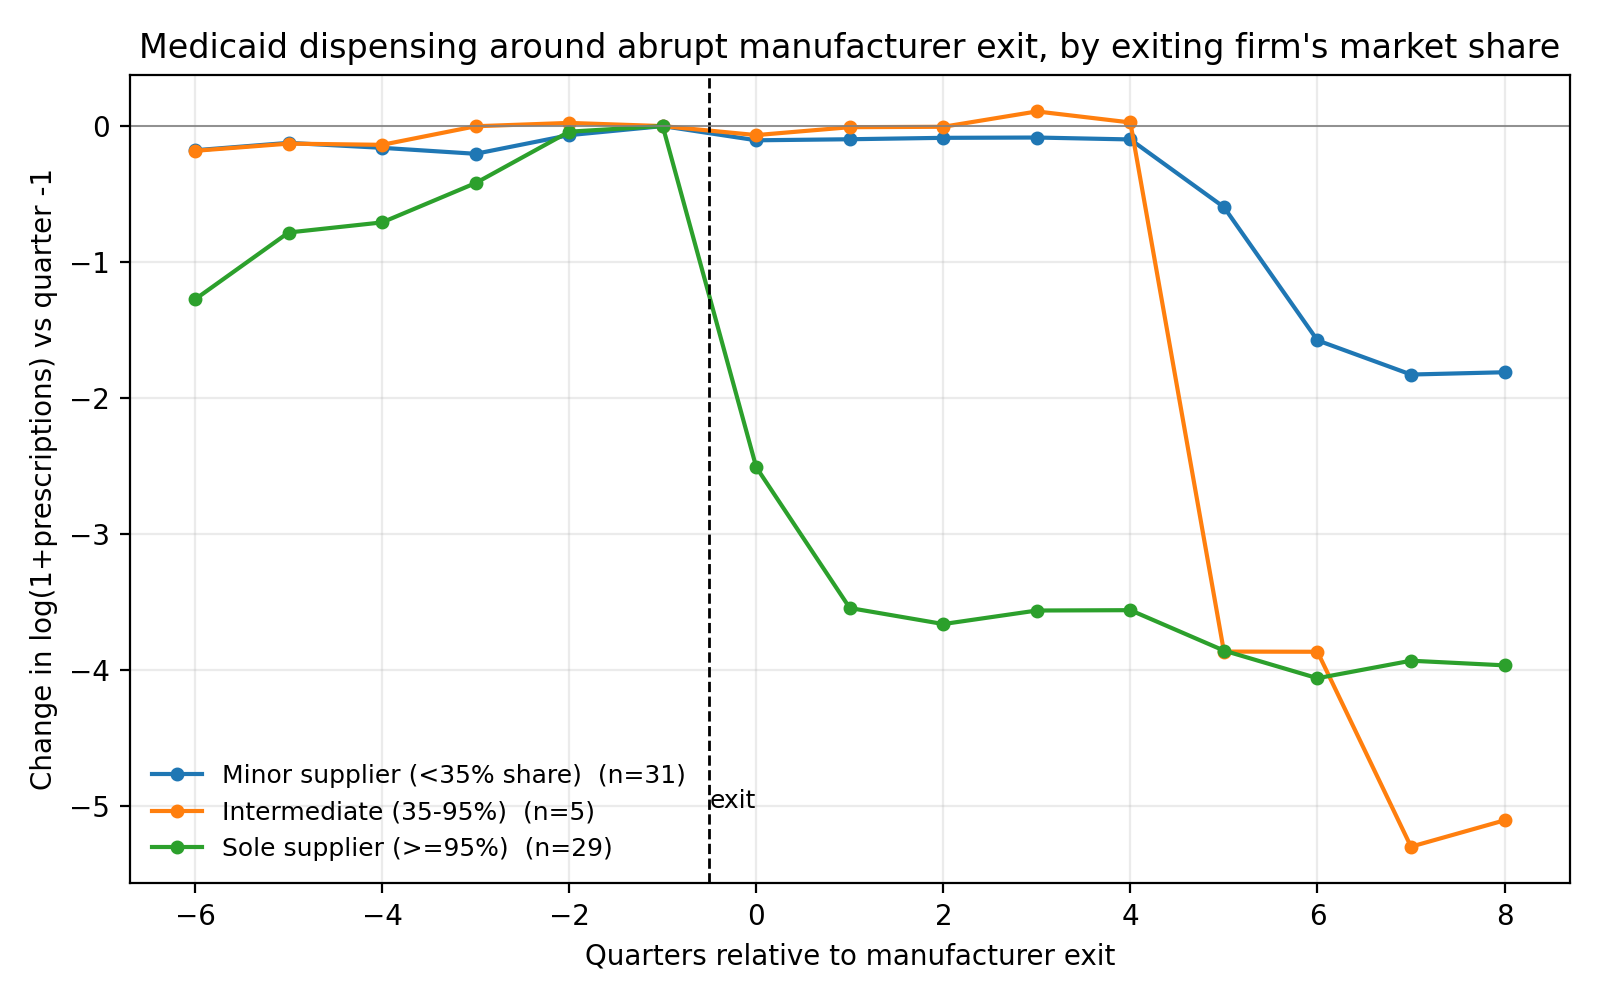 Medicaid dispensing around abrupt manufacturer exit, by exiting firm's market share
Change in log(1+prescriptions) vs quarter -1
0
−1
−2
−3
−4
−5
Minor supplier (<35% share)  (n=31)
Intermediate (35-95%)  (n=5)
Sole supplier (>=95%)  (n=29)
exit
−6
−4
−2
0
2
4
6
8
Quarters relative to manufacturer exit